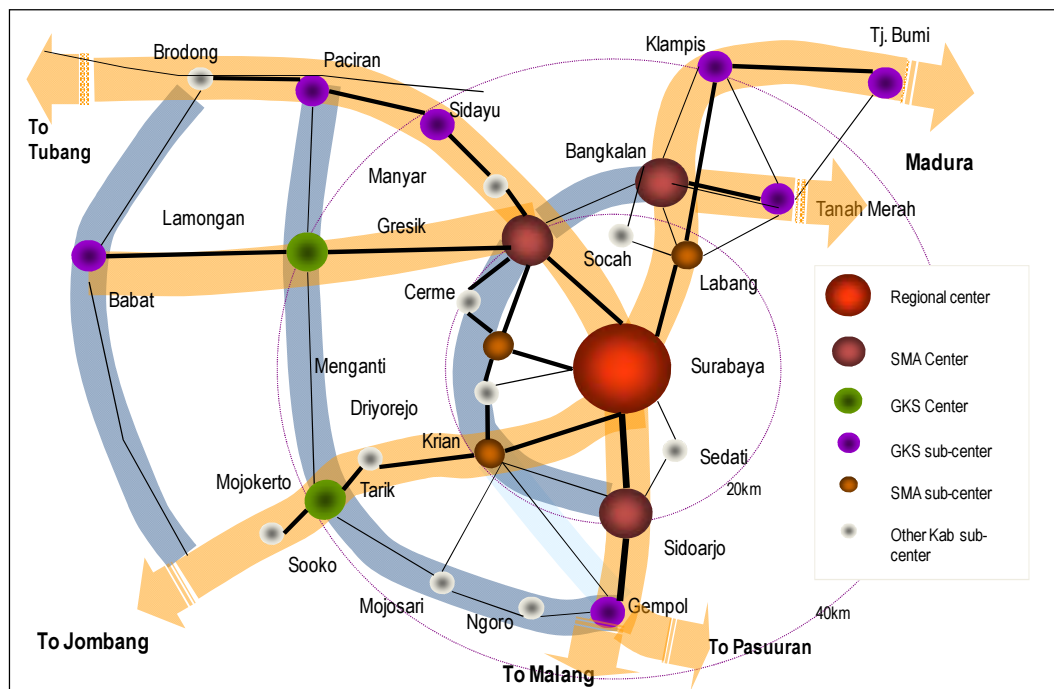 Brodong
Paciran
Klampis
Tj. Bumi
Sidayu
To
Tubang
Bangkalan
Madura
Manyar
Lamongan
Gresik
Tanah Merah
Socah
Labang
Babat
Cerme
Regional center
Surabaya
SMA Center
Menganti
Driyorejo
GKS Center
Krian
GKS sub-center
Sedati
Mojokerto
Tarik
20km
SMA sub-center
Sidoarjo
Other Kab sub-
center
Sooko
Mojosari
Ngoro
Gempol
40km
To Jombang
To Pasuuran
To Malang